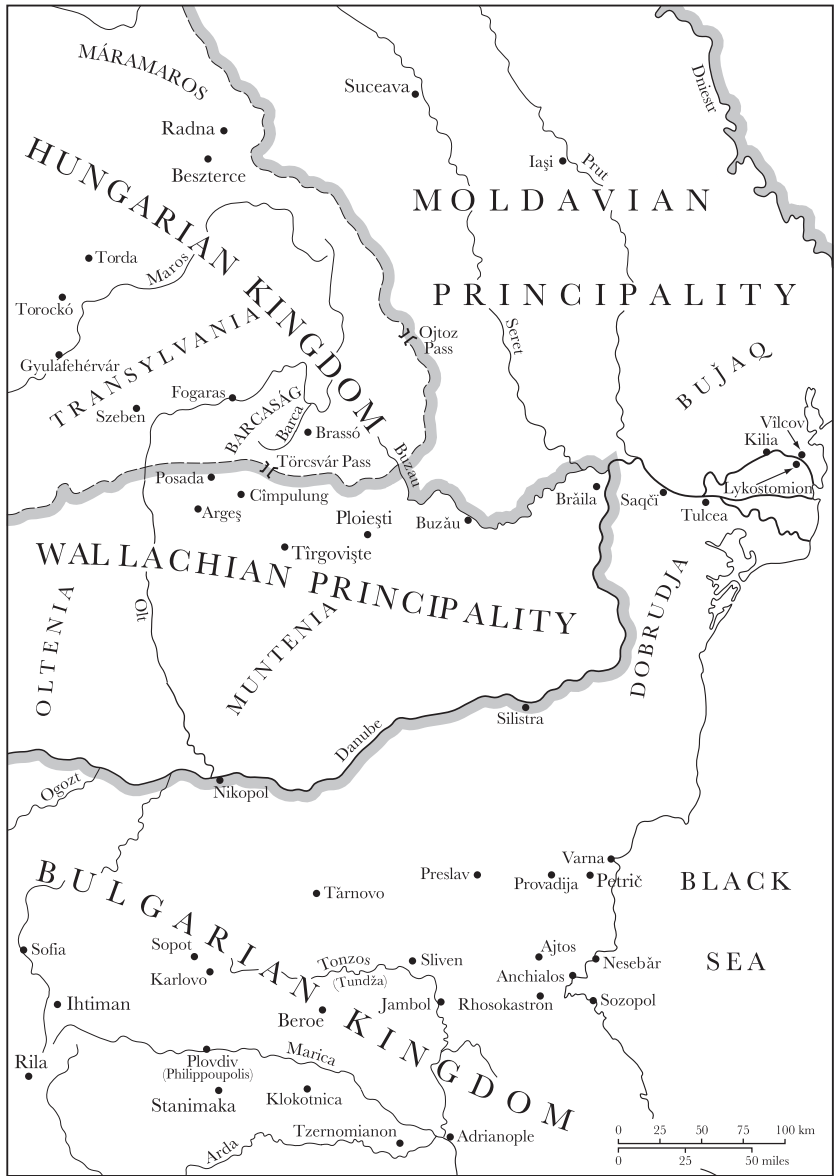 MÁRAMAROS
Suceava
Dniestr
Radna
Beszterce
Iaşi
Prut
HUNGARIAN KINGDOM
MOLDAVIAN
PRINCIPALITY
Torda
Maros
Torockó
Gyulafehérvár
TRANSYLVANIA
Seret
Ojtoz
Pass
BUǰAQ
Fogaras
Szeben
BARCASÁG
Barca
Brassó
Vîlcov
Kilia
Lykostomion
Törcsvár Pass
Buzau
Posada
Cîmpulung
Argeş
Ploieşti
Buzău
Brăila
Saqčï
Tulcea
Tîrgovişte
WALLACHIAN PRINCIPALITY
OLTENIA
Olt
MUNTENIA
DOBRUDJA
Silistra
Danube
Ogozt
Nikopol
Varna
Preslav
Provadija
Petrič
BLACK
SEA
BULGARIAN KINGDOM
Tărnovo
Sofia
Sopot
Karlovo
Tonzos
(Tundža)
Sliven
Ajtos
Nesebăr
Anchialos
Ihtiman
Beroe
Jambol
Rhosokastron
Sozopol
Rila
Plovdiv
(Philippoupolis)
Marica
Stanimaka
Klokotnica
Tzernomianon
Adrianople
Arda
0 25 50 75 100 km
0 25 50 miles